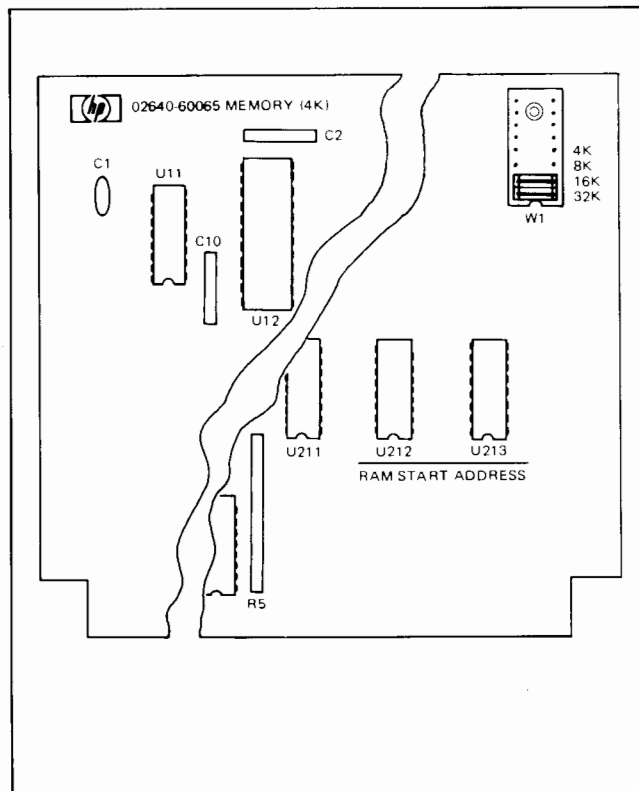 hp 02640-60065 MEMORY (4K)
C2
C1
U11
4K
8K
16K
32K
W1
C10
U12
U211
U212
U213
RAM START ADDRESS
R5